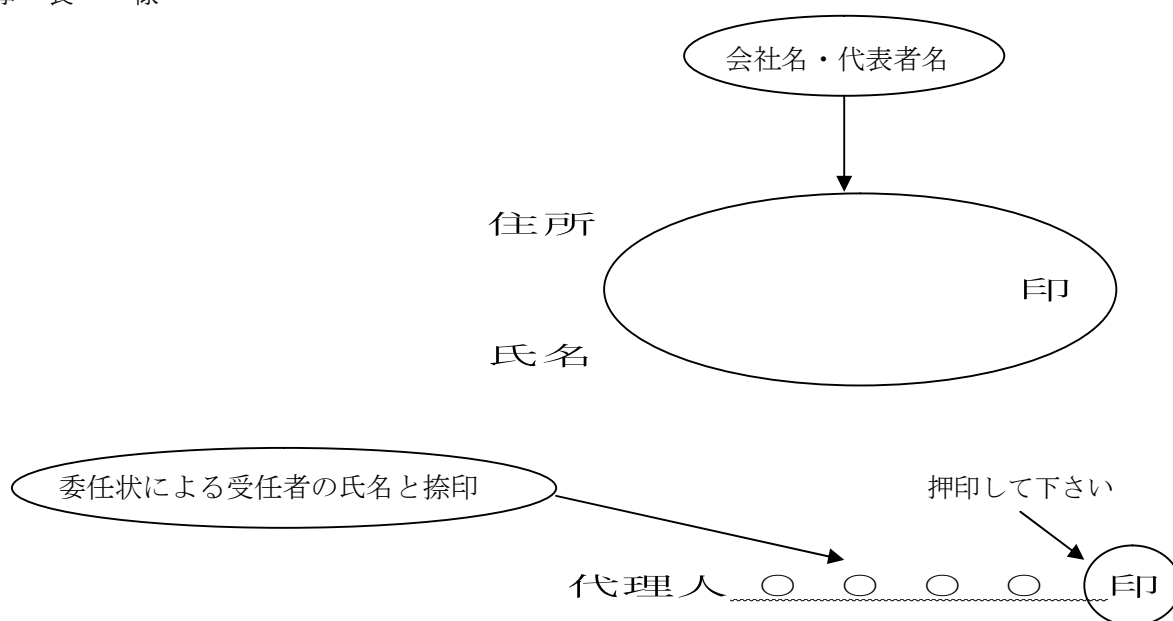 長　様
会社名・代表者名
住所
印
氏名
委任状による受任者の氏名と捺印
押印して下さい
代理人 ○ ○ ○ ○ 印